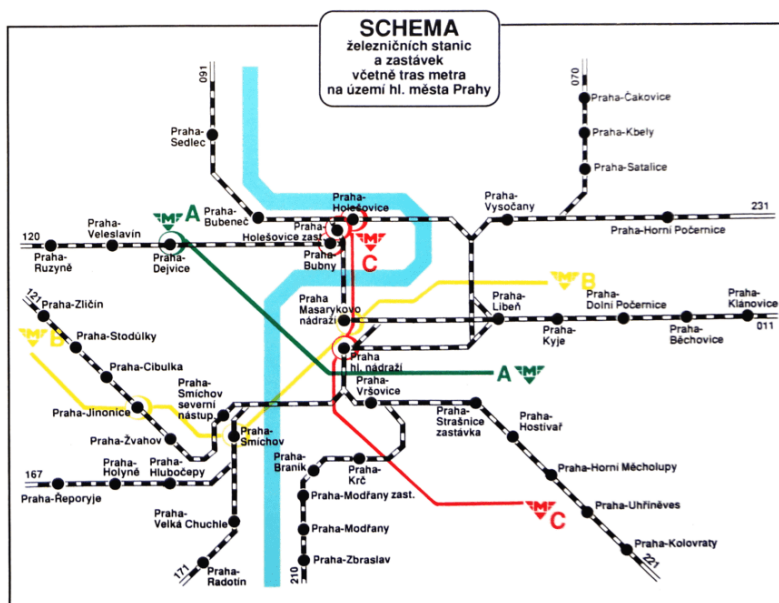 SCHEMA
železničních stanic
a zastávek
včetně tras metra
na území hl. města Prahy
091
070
Praha-Čakovice
Praha-Kbely
Praha-Satalice
Praha-
Sedlec
A
M
Praha-
Holešovice
Praha-
Vysočany
Praha-
Bubeneč
Praha-
Holešovice zast.
Praha-
Bubny
M
C
231
Praha-Horní Počernice
Praha-
Veleslavín
120
Praha-
Ruzyně
Praha-
Dejvice
121
Praha-Zličín
M
B
Praha
Masarykovo
nádraží
Praha-
Libeň
Praha-
Dolní Počernice
Praha-
Klánovice
011
Praha-
Kyje
Praha-
Běchovice
M
B
Praha-Stodůlky
Praha-Cibulka
Praha
hl. nádraží
A
M
Praha-
Smíchov
severní
nástup.
Praha-
Vršovice
Praha-Jinonice
Praha-
Strašnice
zastávka
Praha-
Hostivař
Praha-Žvahov
Praha-
Smíchov
Praha-
Holyně
Praha-
Hlubočepy
Praha-
Braník
Praha-
Krč
Praha-Horní Měcholupy
167
Praha-Řeporyje
Praha-Modřany zast.
M
C
Praha-Uhříněves
Praha-
Velká Chuchle
Praha-Modřany
Praha-Kolovraty
221
Praha-Zbraslav
210
171
Praha-
Radotín